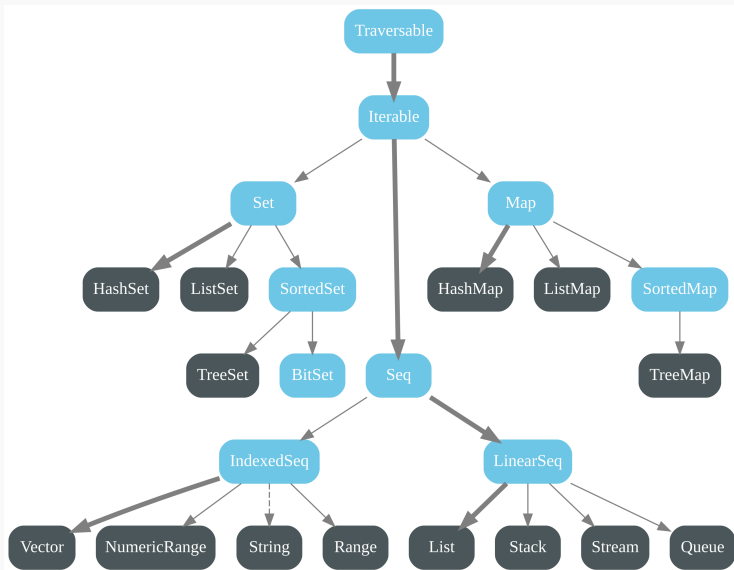 Traversable
Iterable
Set
Map
HashSet
ListSet
SortedSet
HashMap
ListMap
SortedMap
TreeSet
BitSet
Seq
TreeMap
IndexedSeq
LinearSeq
Vector
NumericRange
String
Range
List
Stack
Stream
Queue